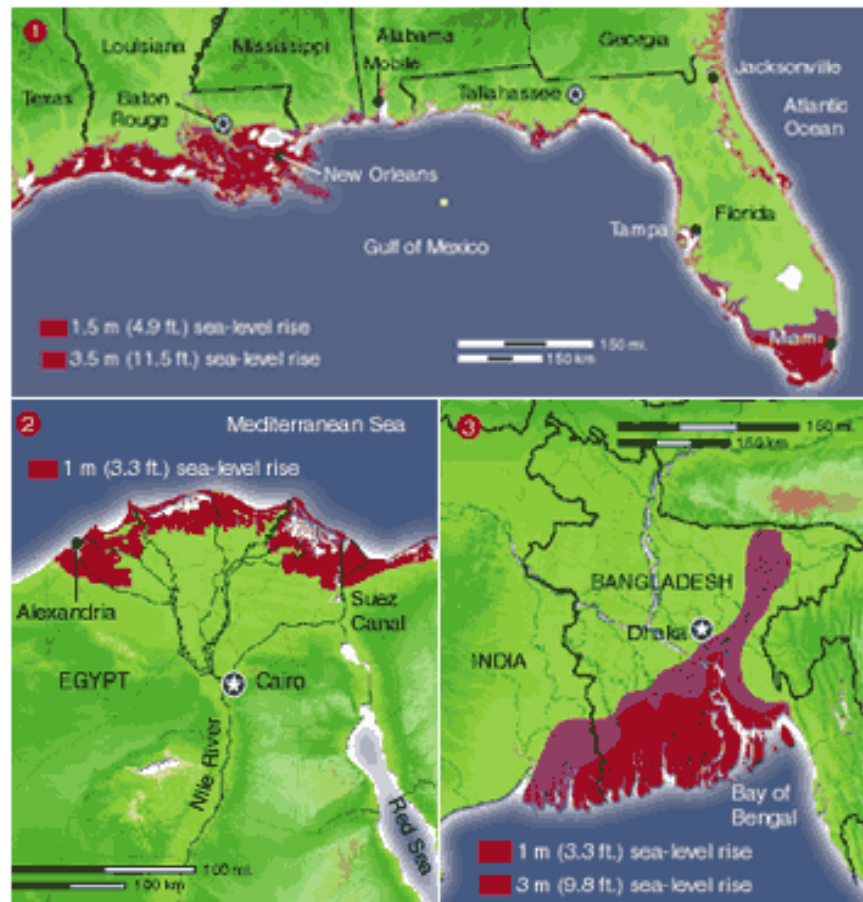 1
Louisiana
Mississippi
Alabama
Georgia
Mobile
Texas
Baton
Rouge
Tallahassee
Jacksonville
Atlantic
Ocean
New Orleans
Gulf of Mexico
Tampa
Florida
1.5 m (4.9 ft.) sea-level rise
3.5 m (11.5 ft.) sea-level rise
150 mi.
150 km
Miami
2
Mediterranean Sea
1 m (3.3 ft.) sea-level rise
Alexandria
Suez
Canal
EGYPT
Cairo
Nile River
Red Sea
100 mi.
100 km
3
150 mi.
150 km
BANGLADESH
Dhaka
INDIA
Bay of
Bengal
1 m (3.3 ft.) sea-level rise
3 m (9.8 ft.) sea-level rise